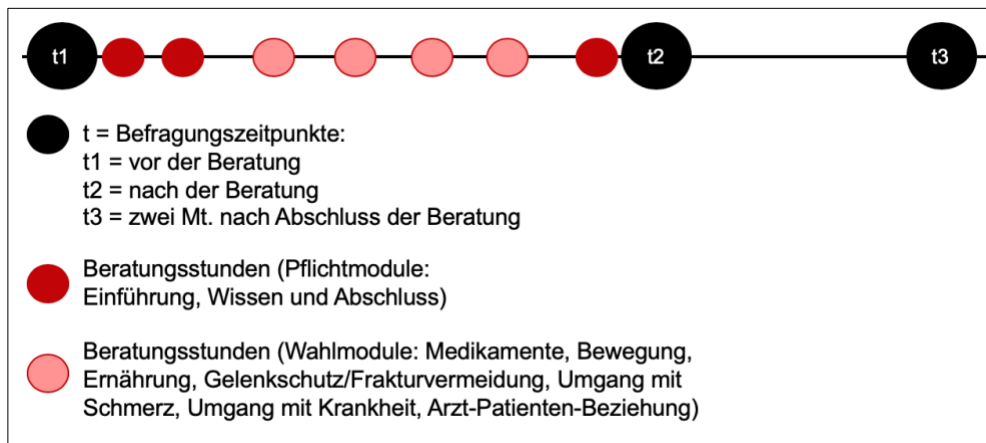 t1 t2 t3
t = Befragungszeitpunkte:
t1 = vor der Beratung
t2 = nach der Beratung
t3 = zwei Mt. nach Abschluss der Beratung
Beratungsstunden (Pflichtmodule:
Einführung, Wissen und Abschluss)
Beratungsstunden (Wahlmodule: Medikamente, Bewegung,
Ernährung, Gelenkschutz/Frakturvermeidung, Umgang mit
Schmerz, Umgang mit Krankheit, Arzt-Patienten-Beziehung)